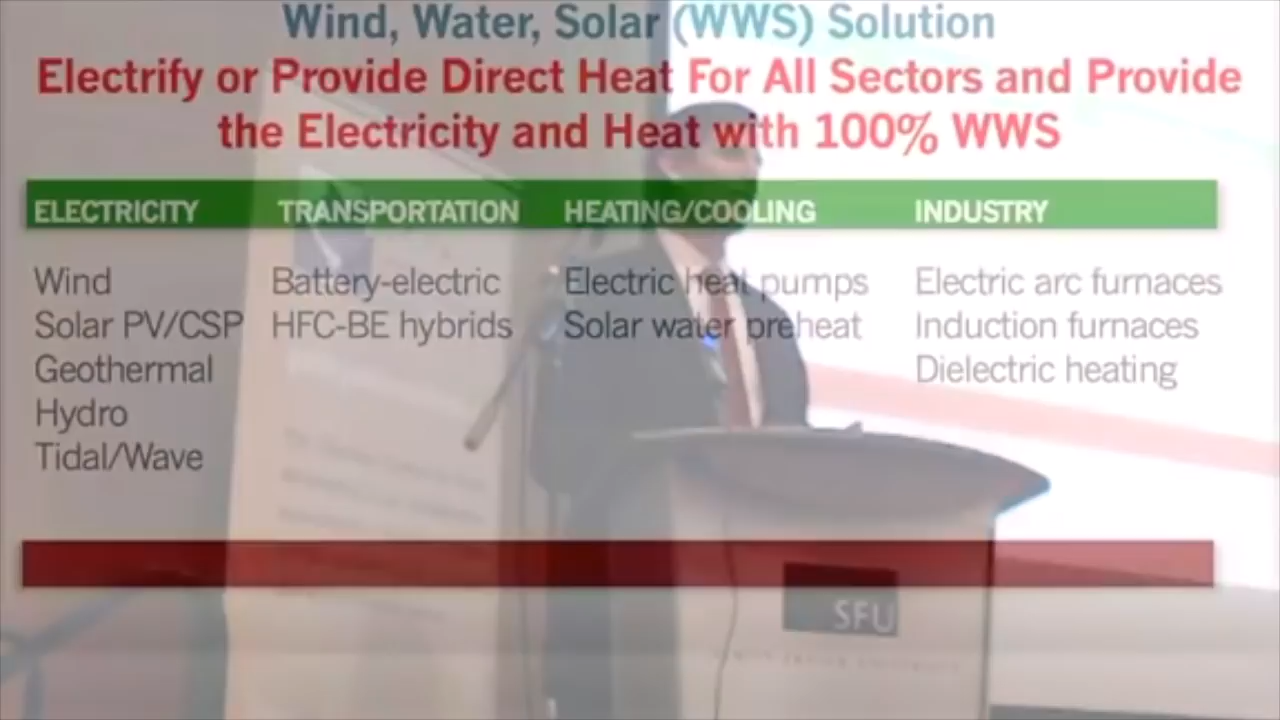 Wind, Water, Solar (WWS) Solution
Electrify or Provide Direct Heat For All Sectors and Provide
the Electricity and Heat with 100% WWS
ELECTRICITY TRANSPORTATION HEATING/COOLING INDUSTRY
Wind Battery-electric Electric heat pumps Electric arc furnaces
Solar PV/CSP HFC-BE hybrids Solar water preheat Induction furnaces
Geothermal Dielectric heating
Hydro
Tidal/Wave
SFU